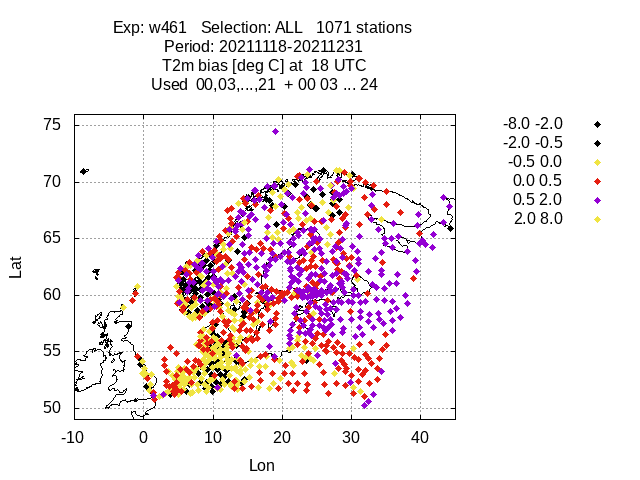 Exp: w461 Selection: ALL 1071 stations
Period: 20211118-20211231
T2m bias [deg C] at 18 UTC
Used 00,03,...,21 + 00 03 ... 24
-8.0 -2.0
-2.0 -0.5
-0.5 0.0
0.0 0.5
0.5 2.0
2.0 8.0
75
70
65
60
55
50
Lat
-10 0 10 20 30 40
Lon